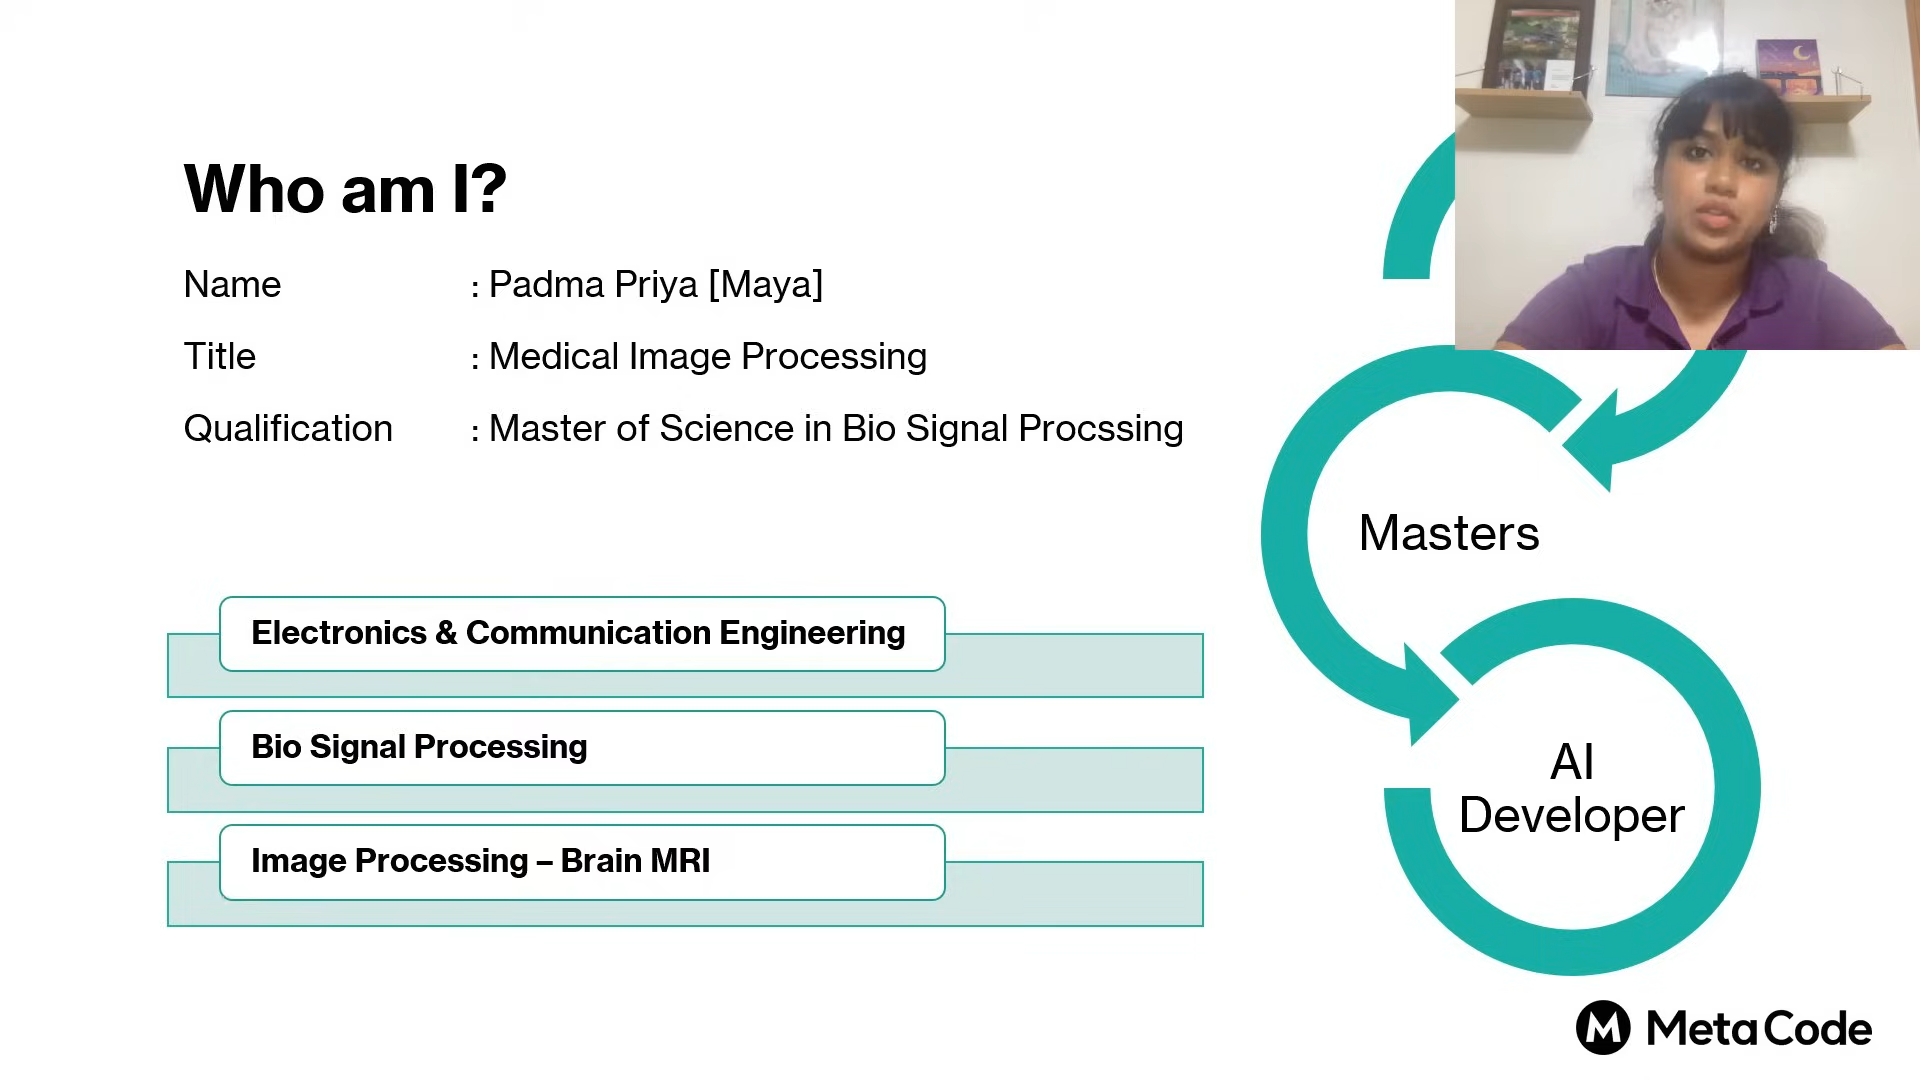 Who am I?
Name : Padma Priya [Maya]
Title : Medical Image Processing
Qualification : Master of Science in Bio Signal Procssing
Electronics & Communication Engineering
Bio Signal Processing
Image Processing – Brain MRI
Masters
AI
Developer
Meta Code